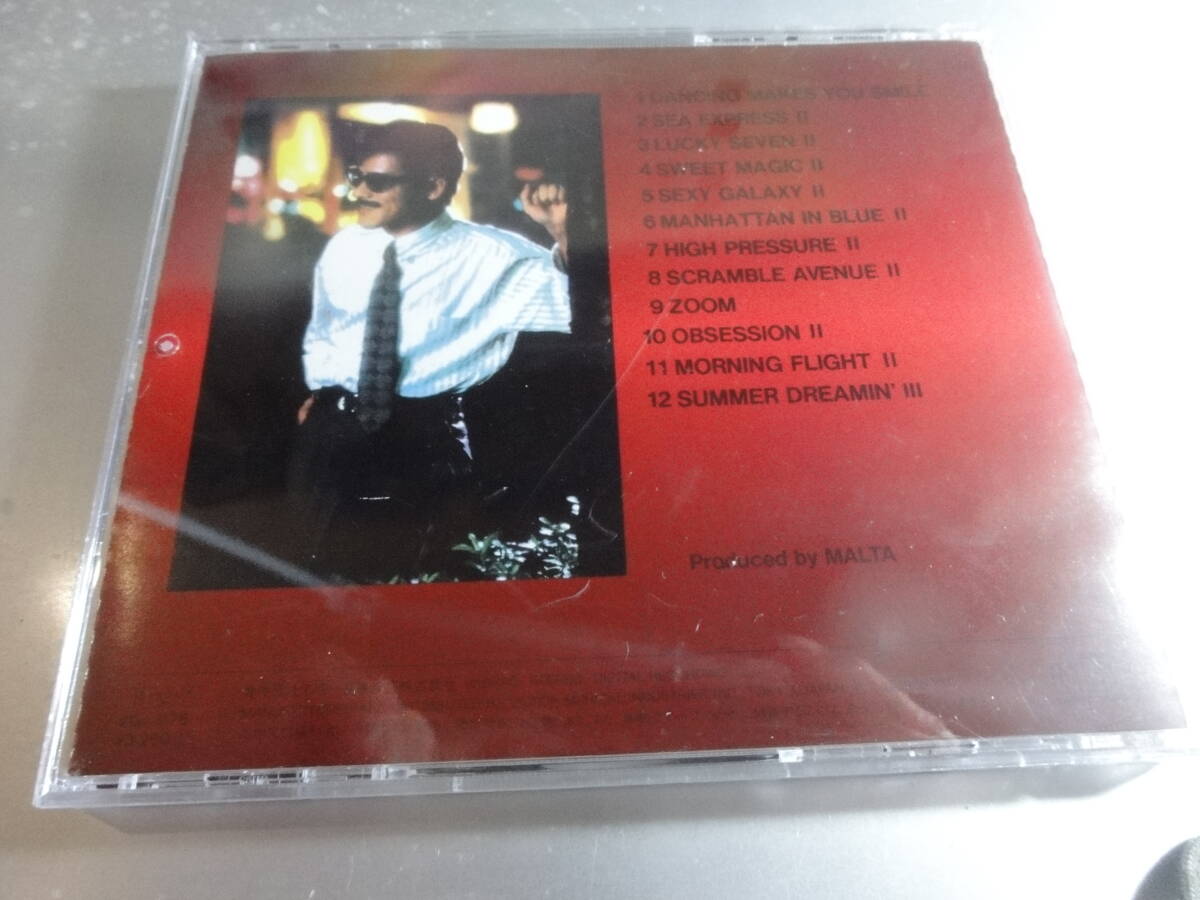 1 DANCING MAKES YOU SMILE
2 SEA EXPRESS II
3 LUCKY SEVEN II
4 SWEET MAGIC II
5 SEXY GALAXY II
6 MANHATTAN IN BLUE II
7 HIGH PRESSURE II
8 SCRAMBLE AVENUE II
9 ZOOM
10 OBSESSION II
11 MORNING FLIGHT II
12 SUMMER DREAMIN' III
Produced by MALTA